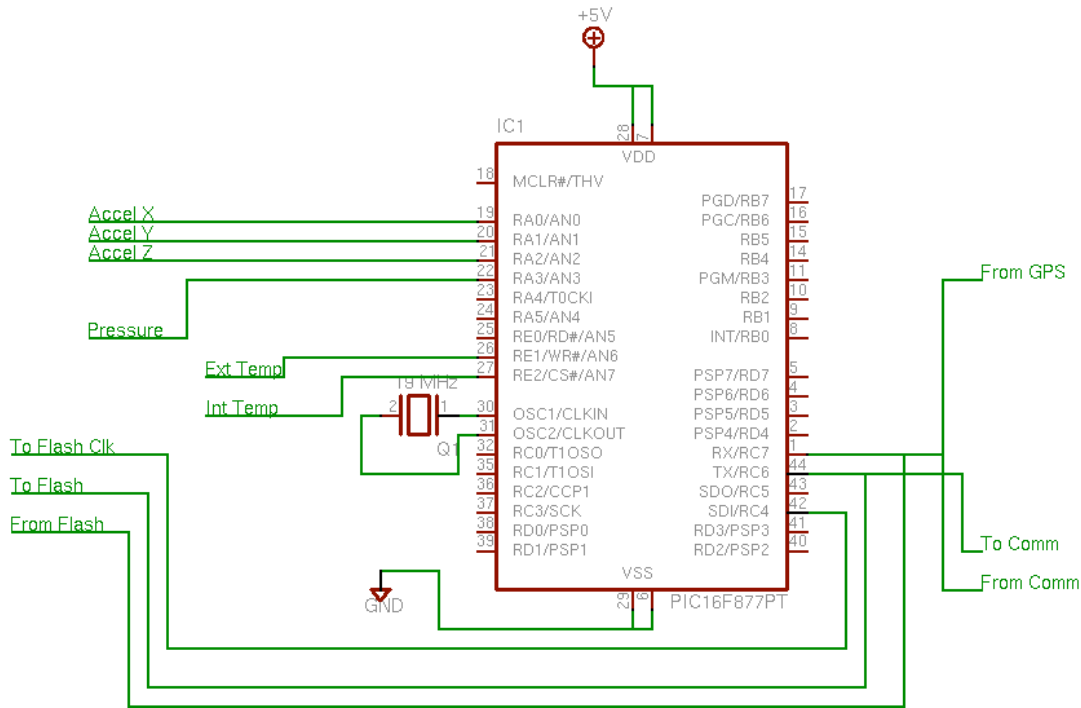 +5V
IC1
28
7
VDD
18
MCLR#/THV
PGD/RB7
17
Accel X
19
RA0/AN0
PGC/RB6
16
Accel Y
20
RA1/AN1
RB5
15
Accel Z
21
RA2/AN2
RB4
14
22
RA3/AN3
PGM/RB3
11
From GPS
23
RA4/T0CKI
RB2
10
24
RA5/AN4
RB1
9
Pressure
25
RE0/RD#/AN5
INT/RB0
8
26
RE1/WR#/AN6
Ext Temp
27
RE2/CS#/AN7
PSP7/RD7
5
19 MHz
PSP6/RD6
4
Int Temp
2
1
30
OSC1/CLKIN
PSP5/RD5
3
31
OSC2/CLKOUT
PSP4/RD4
2
To Flash Clk
Q1
32
RC0/T1OSO
RX/RC7
1
35
RC1/T1OSI
TX/RC6
44
To Flash
36
RC2/CCP1
SDO/RC5
43
37
RC3/SCK
SDI/RC4
42
From Flash
38
RD0/PSP0
RD3/PSP3
41
39
RD1/PSP1
RD2/PSP2
40
To Comm
VSS
From Comm
GND
29
6
PIC16F877PT